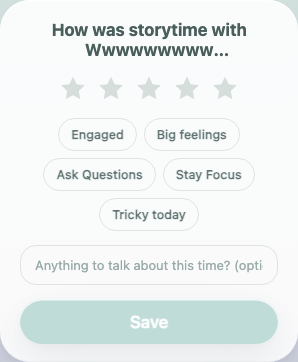 How was storytime with
Wwwwwwwww...
Engaged
Big feelings
Ask Questions
Stay Focus
Tricky today
Anything to talk about this time? (opti
Save